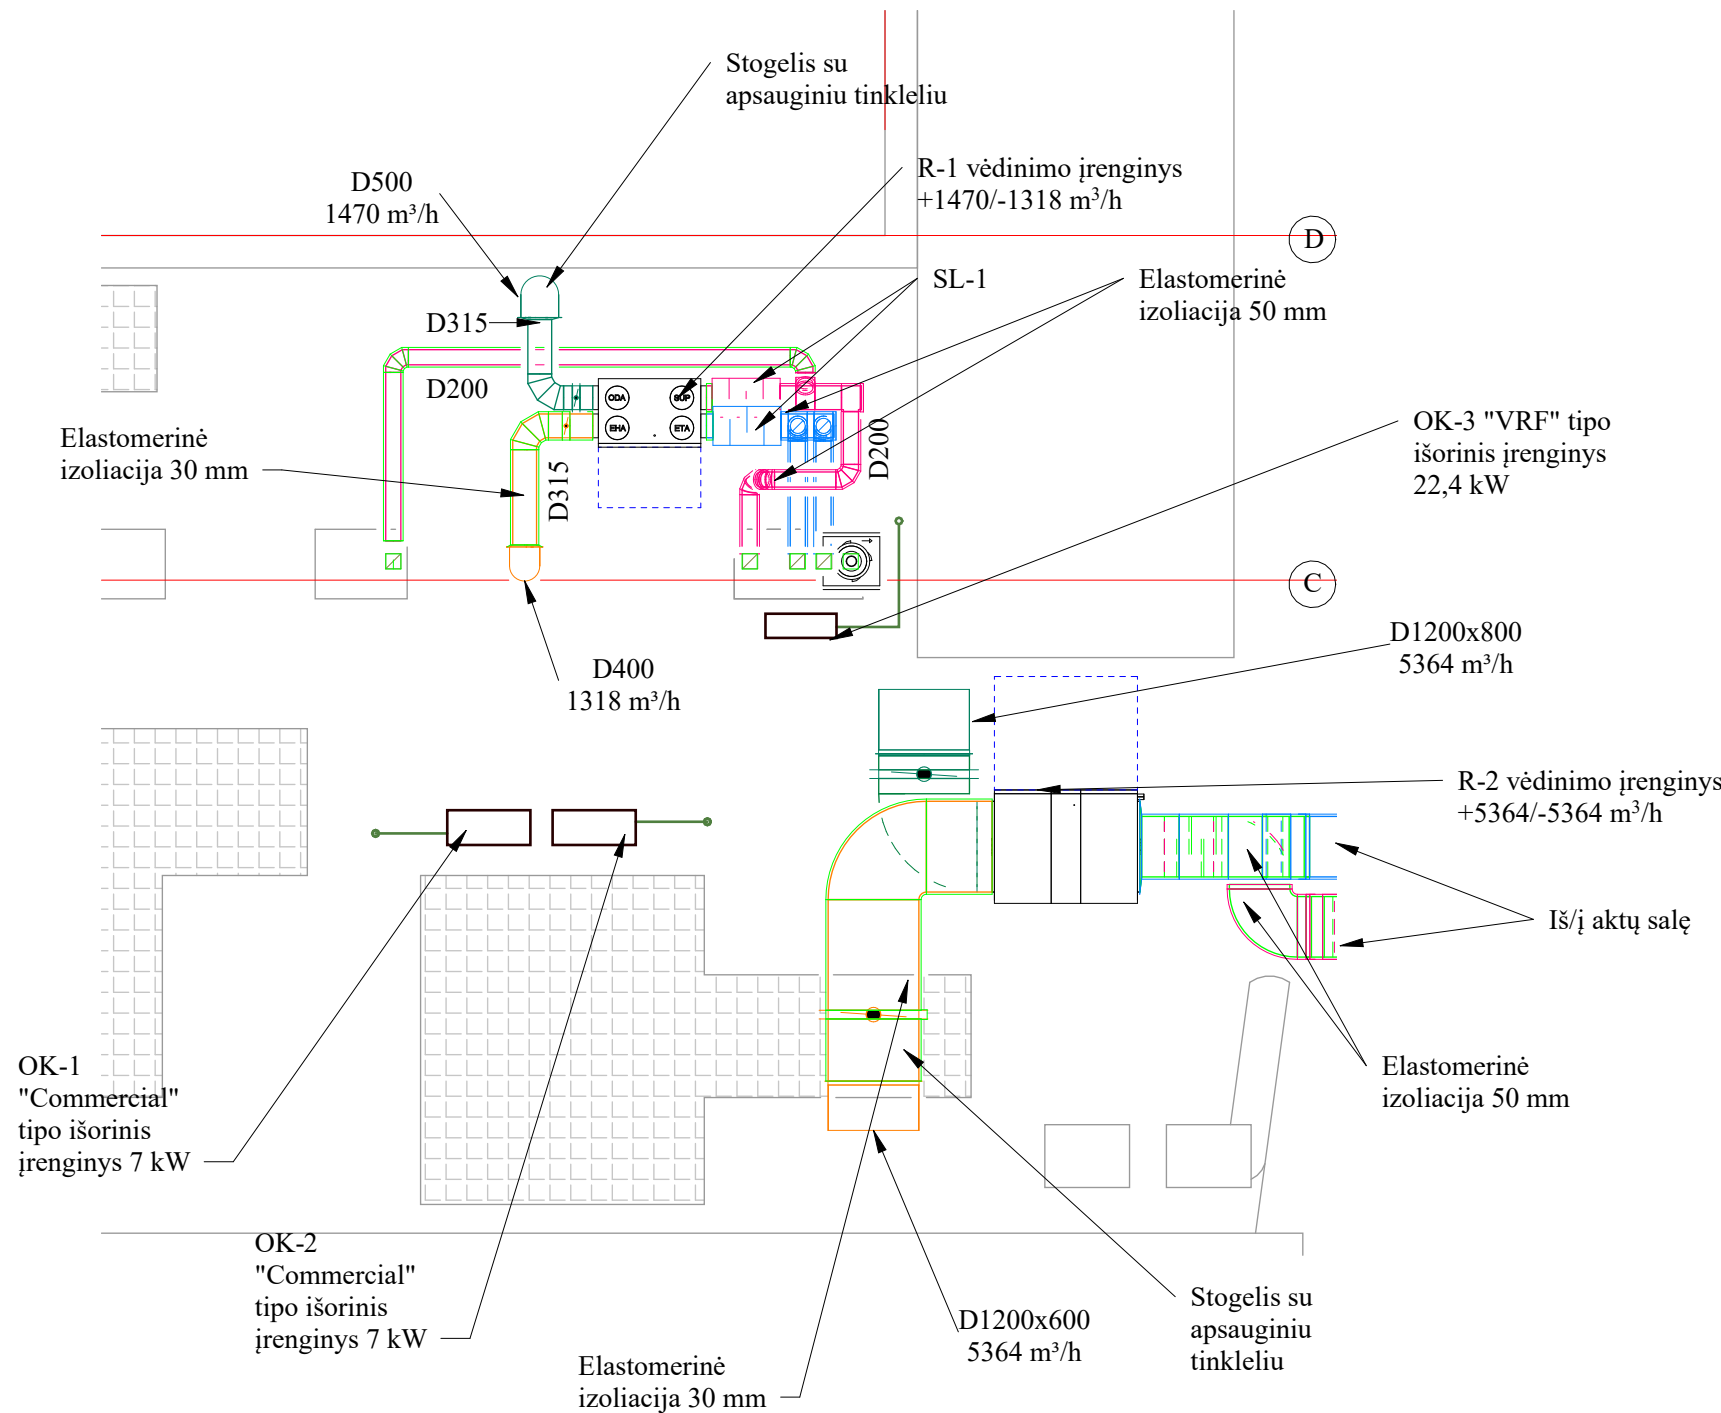 Stogelis su
apsauginiu tinkleliu
R-1 vėdinimo įrenginys
+1470/-1318 m³/h
D500
1470 m³/h
D
SL-1
Elastomerinė
izoliacija 50 mm
D315
D200
ODA
SUP
EHA
ETA
D200
D315
Elastomerinė
izoliacija 30 mm
OK-3 "VRF" tipo
išorinis įrenginys
22,4 kW
C
D1200x800
5364 m³/h
D400
1318 m³/h
R-2 vėdinimo įrenginys
+5364/-5364 m³/h
Iš/į aktų salę
Elastomerinė
izoliacija 50 mm
OK-1
"Commercial"
tipo išorinis
įrenginys 7 kW
OK-2
"Commercial"
tipo išorinis
įrenginys 7 kW
Stogelis su
apsauginiu
tinkleliu
D1200x600
5364 m³/h
Elastomerinė
izoliacija 30 mm